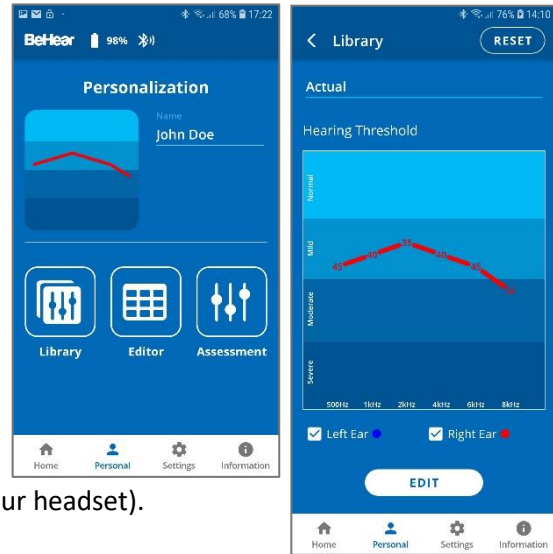 68% 17:22
BeHear 98%
Personalization
Name
John Doe
Library Editor Assessment
Home Personal Settings Information
ur headset).
76% 14:10
Library RESET
Actual
Hearing Threshold
Normal
Mild
Moderate
Severe
45 40 35 40 45
500Hz 1kHz 2kHz 4kHz 6kHz 8kHz
Left Ear Right Ear
EDIT
Home Personal Settings Information